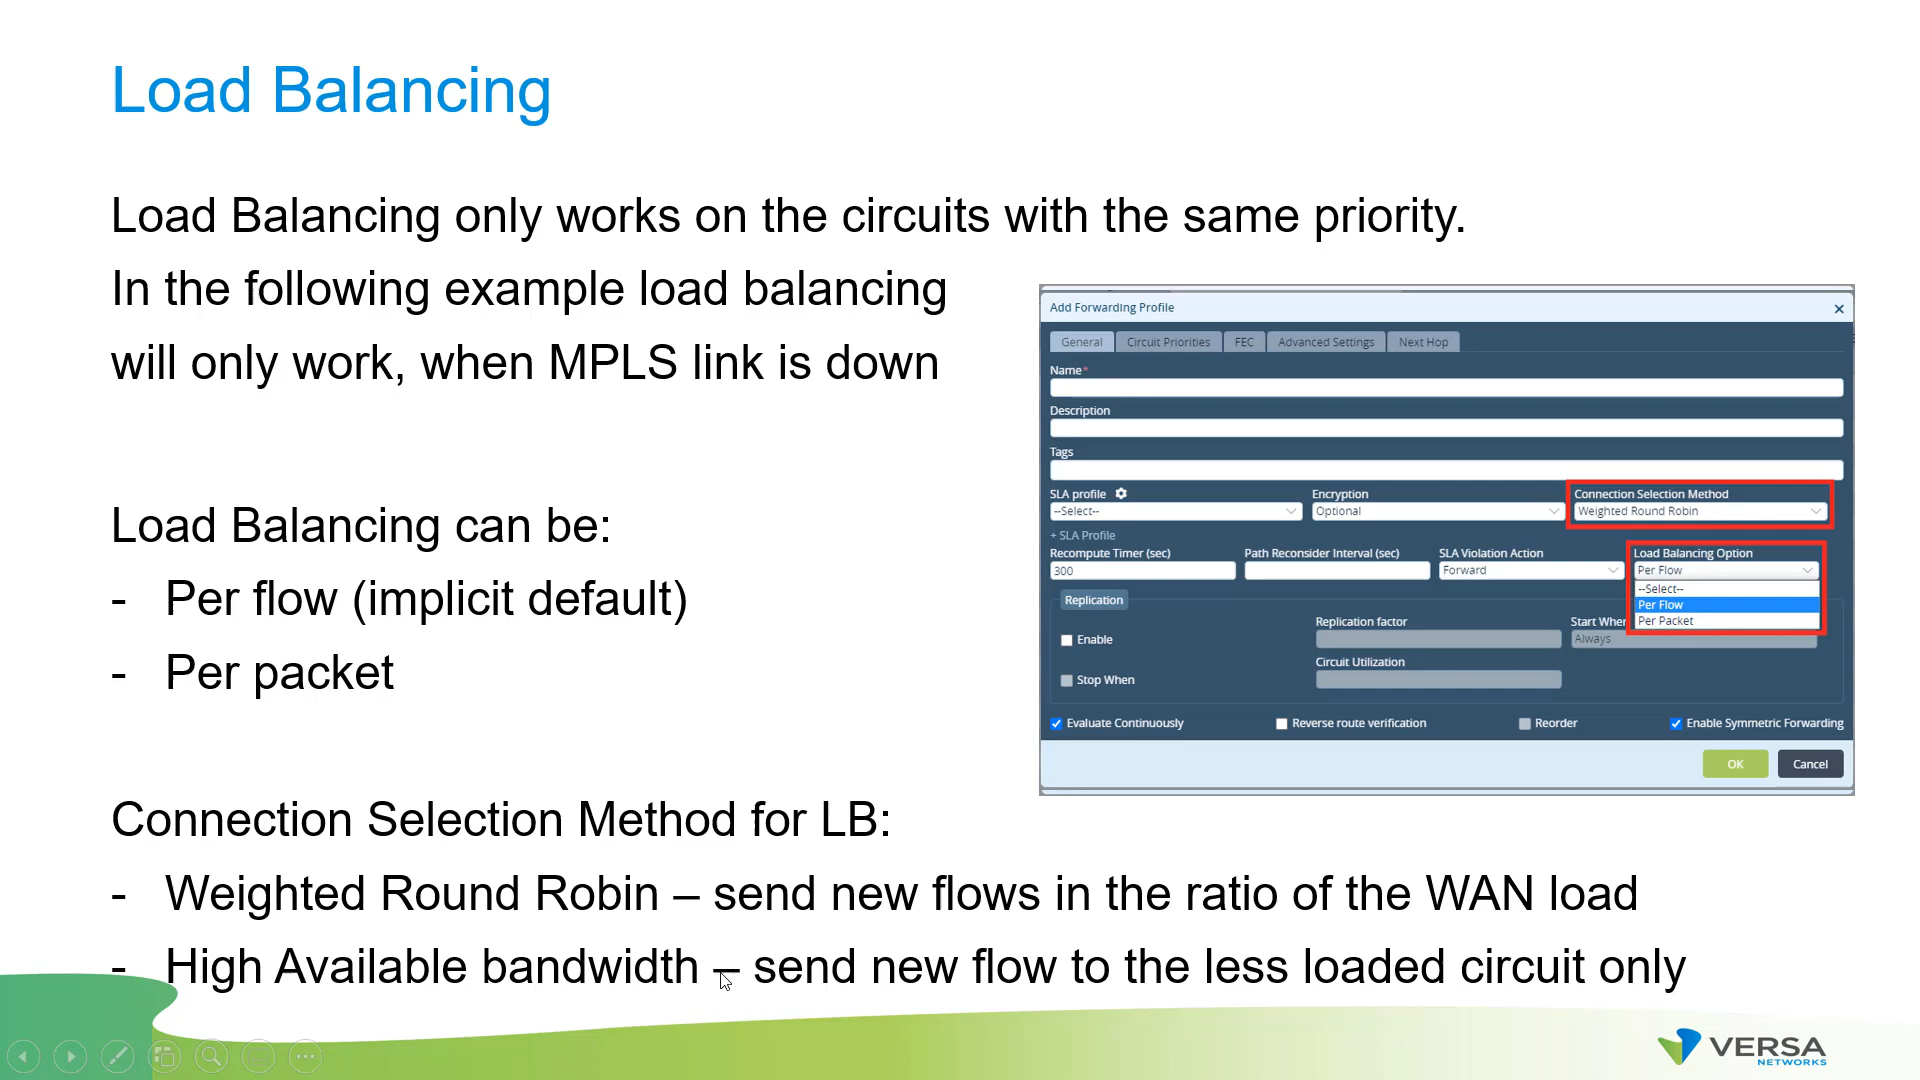 Load Balancing
Load Balancing only works on the circuits with the same priority.
In the following example load balancing
will only work, when MPLS link is down
Load Balancing can be:
- Per flow (implicit default)
- Per packet
Connection Selection Method for LB:
- Weighted Round Robin – send new flows in the ratio of the WAN load
- High Available bandwidth – send new flow to the less loaded circuit only
Add Forwarding Profile
General Circuit Priorities FEC Advanced Settings Next Hop
Name*
Description
Tags
SLA profile Encryption Connection Selection Method
--Select-- Optional Weighted Round Robin
+ SLA Profile
Recompute Timer (sec) Path Reconsider Interval (sec) SLA Violation Action Load Balancing Option
300 Forward Per Flow
--Select--
Per Flow
Per Packet
Replication
Replication factor Start When
Enable Always
Circuit Utilization
Stop When
Evaluate Continuously Reverse route verification Reorder Enable Symmetric Forwarding
OK Cancel
VERSA
NETWORKS